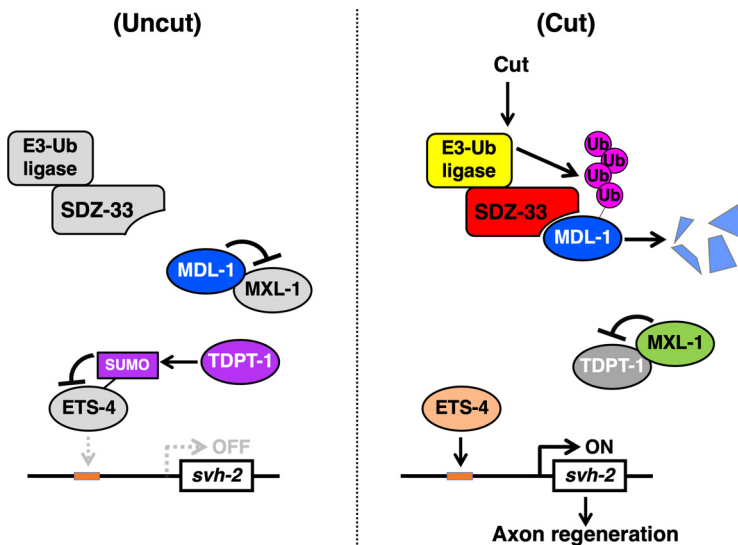 (Uncut)
E3-Ub
ligase
SDZ-33
MDL-1
MXL-1
SUMO
TDPT-1
ETS-4
OFF
svh-2
(Cut)
Cut
E3-Ub
ligase
Ub
Ub
Ub
Ub
SDZ-33
MDL-1
MXL-1
TDPT-1
ETS-4
ON
svh-2
Axon regeneration